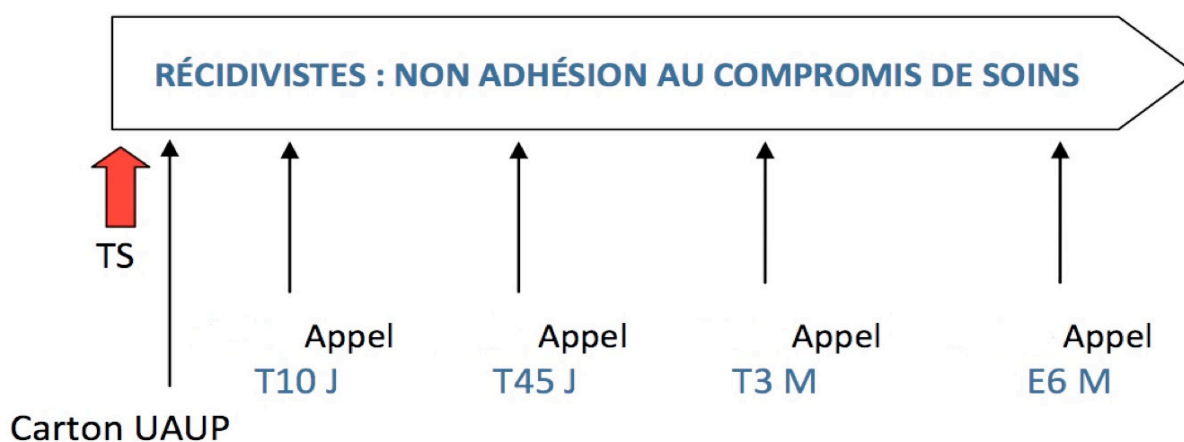 RÉCIDIVISTES : NON ADHÉSION AU COMPROMIS DE SOINS
TS
Appel Appel Appel Appel
T10 J T45 J T3 M E6 M
Carton UAUP